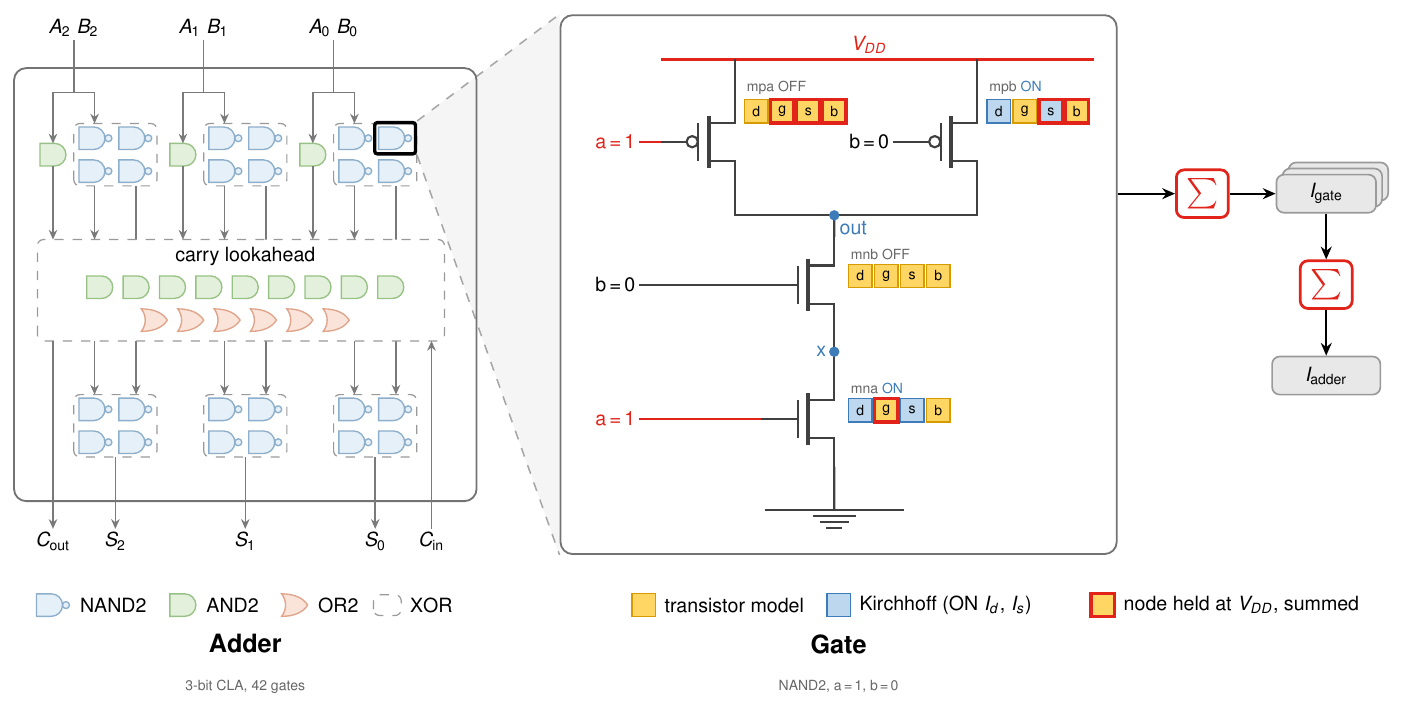 A2 B2
A1 B1
A0 B0
carry lookahead
Cout
S2
S1
S0
Cin
NAND2
AND2
OR2
XOR
Adder
3-bit CLA, 42 gates
VDD
mpa OFF
d g s b
mpb ON
d g s b
a = 1
b = 0
out
mnb OFF
d g s b
b = 0
x
mna ON
d g s b
a = 1
transistor model
Kirchhoff (ON Id, Is)
node held at VDD, summed
Gate
NAND2, a = 1, b = 0
∑
Igate
∑
Iadder